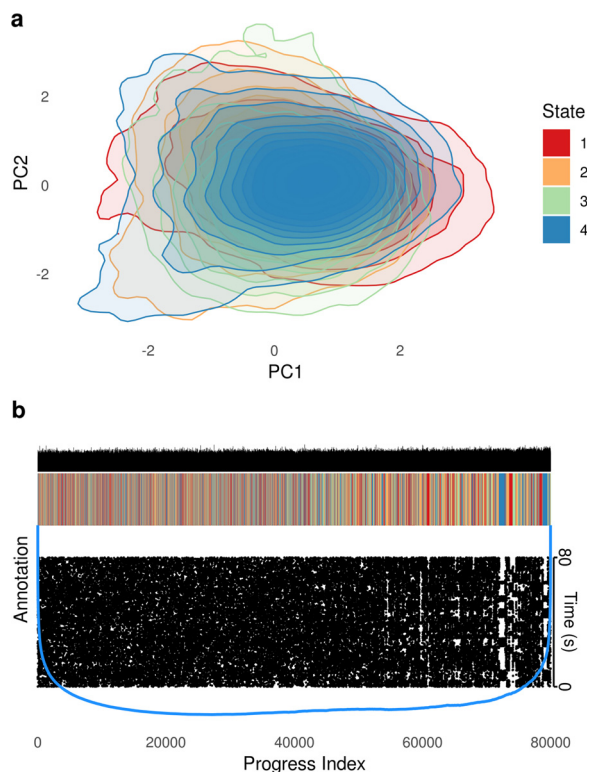 a
2
0
-2
PC2
-2
0
2
PC1
State
1
2
3
4
b
Annotation
80
Time (s)
0
0
20000
40000
60000
80000
Progress Index